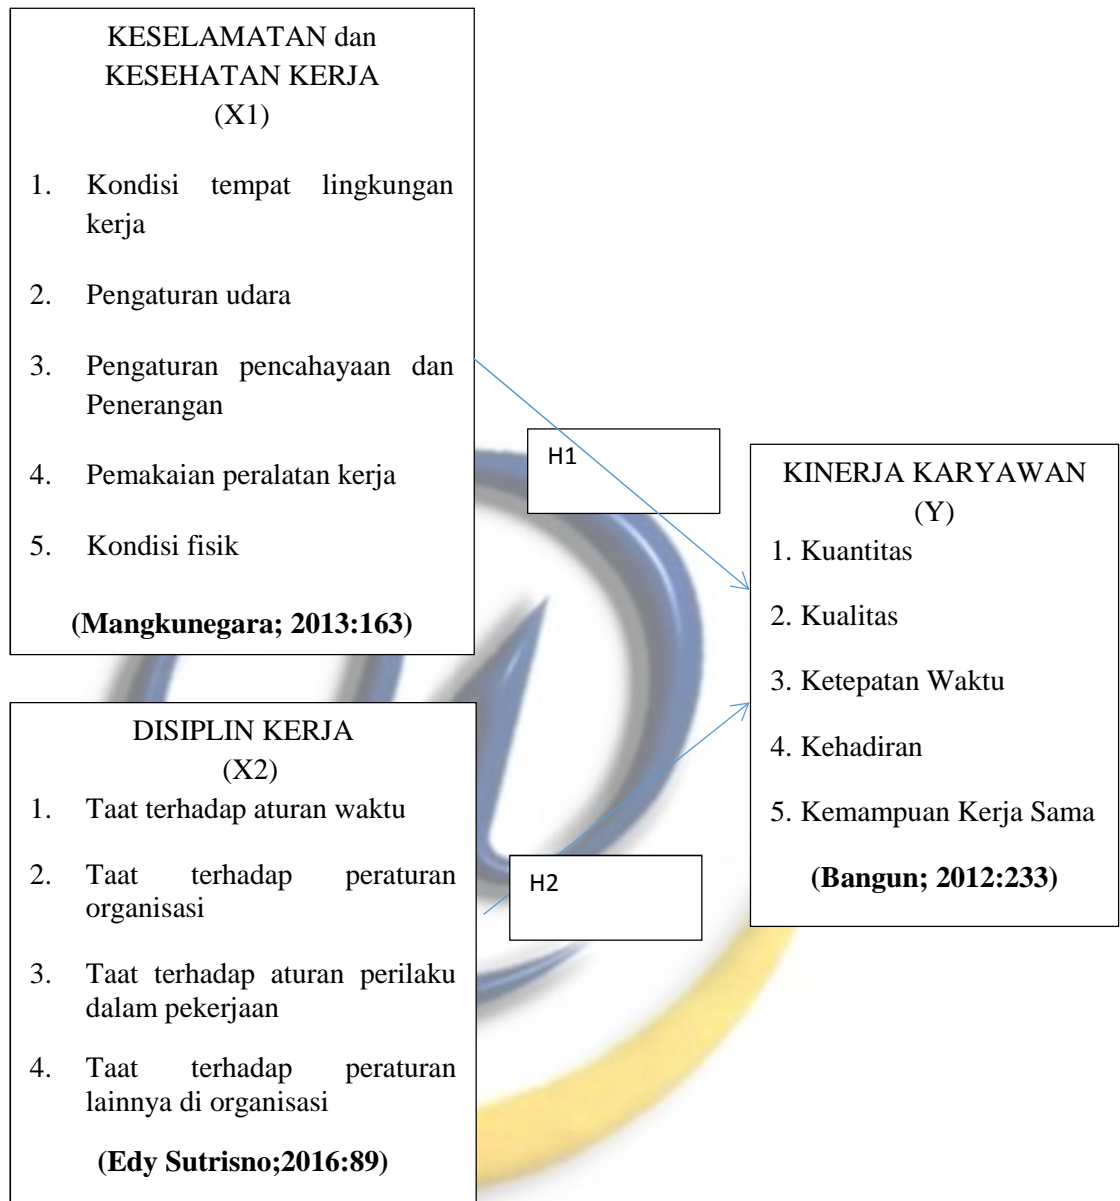 KESELAMATAN dan
KESEHATAN KERJA
(X1)
1. Kondisi tempat lingkungan
kerja
2. Pengaturan udara
3. Pengaturan pencahayaan dan
Penerangan
4. Pemakaian peralatan kerja
5. Kondisi fisik
(Mangkunegara; 2013:163)
H1
DISIPLIN KERJA
(X2)
1. Taat terhadap aturan waktu
2. Taat terhadap peraturan
organisasi
3. Taat terhadap aturan perilaku
dalam pekerjaan
4. Taat terhadap peraturan
lainnya di organisasi
(Edy Sutrisno;2016:89)
H2
KINERJA KARYAWAN
(Y)
1. Kuantitas
2. Kualitas
3. Ketepatan Waktu
4. Kehadiran
5. Kemampuan Kerja Sama
(Bangun; 2012:233)